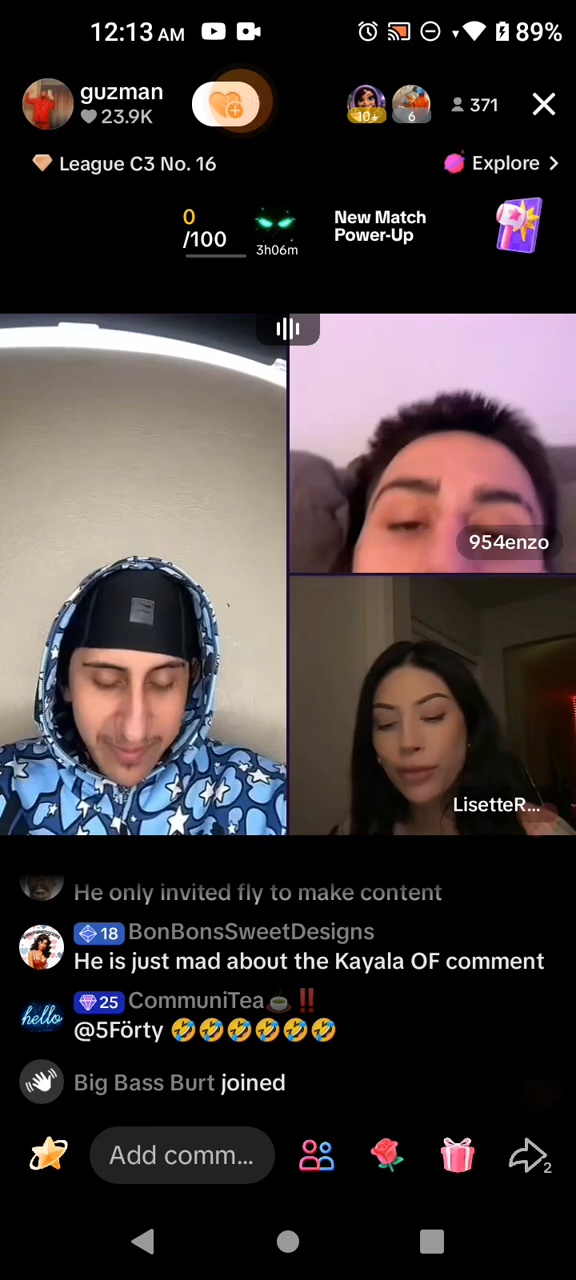 12:13 AM
89%
guzman
23.9K
10+
6
371
League C3 No. 16
Explore >
0
/100
3h06m
New Match
Power-Up
954enzo
LisetteR...
He only invited fly to make content
18 BonBonsSweetDesigns
He is just mad about the Kayala OF comment
hello
25 CommuniTea🍵‼️
@5Förty 🤣🤣🤣🤣🤣🤣
Big Bass Burt joined
Add comm...
2